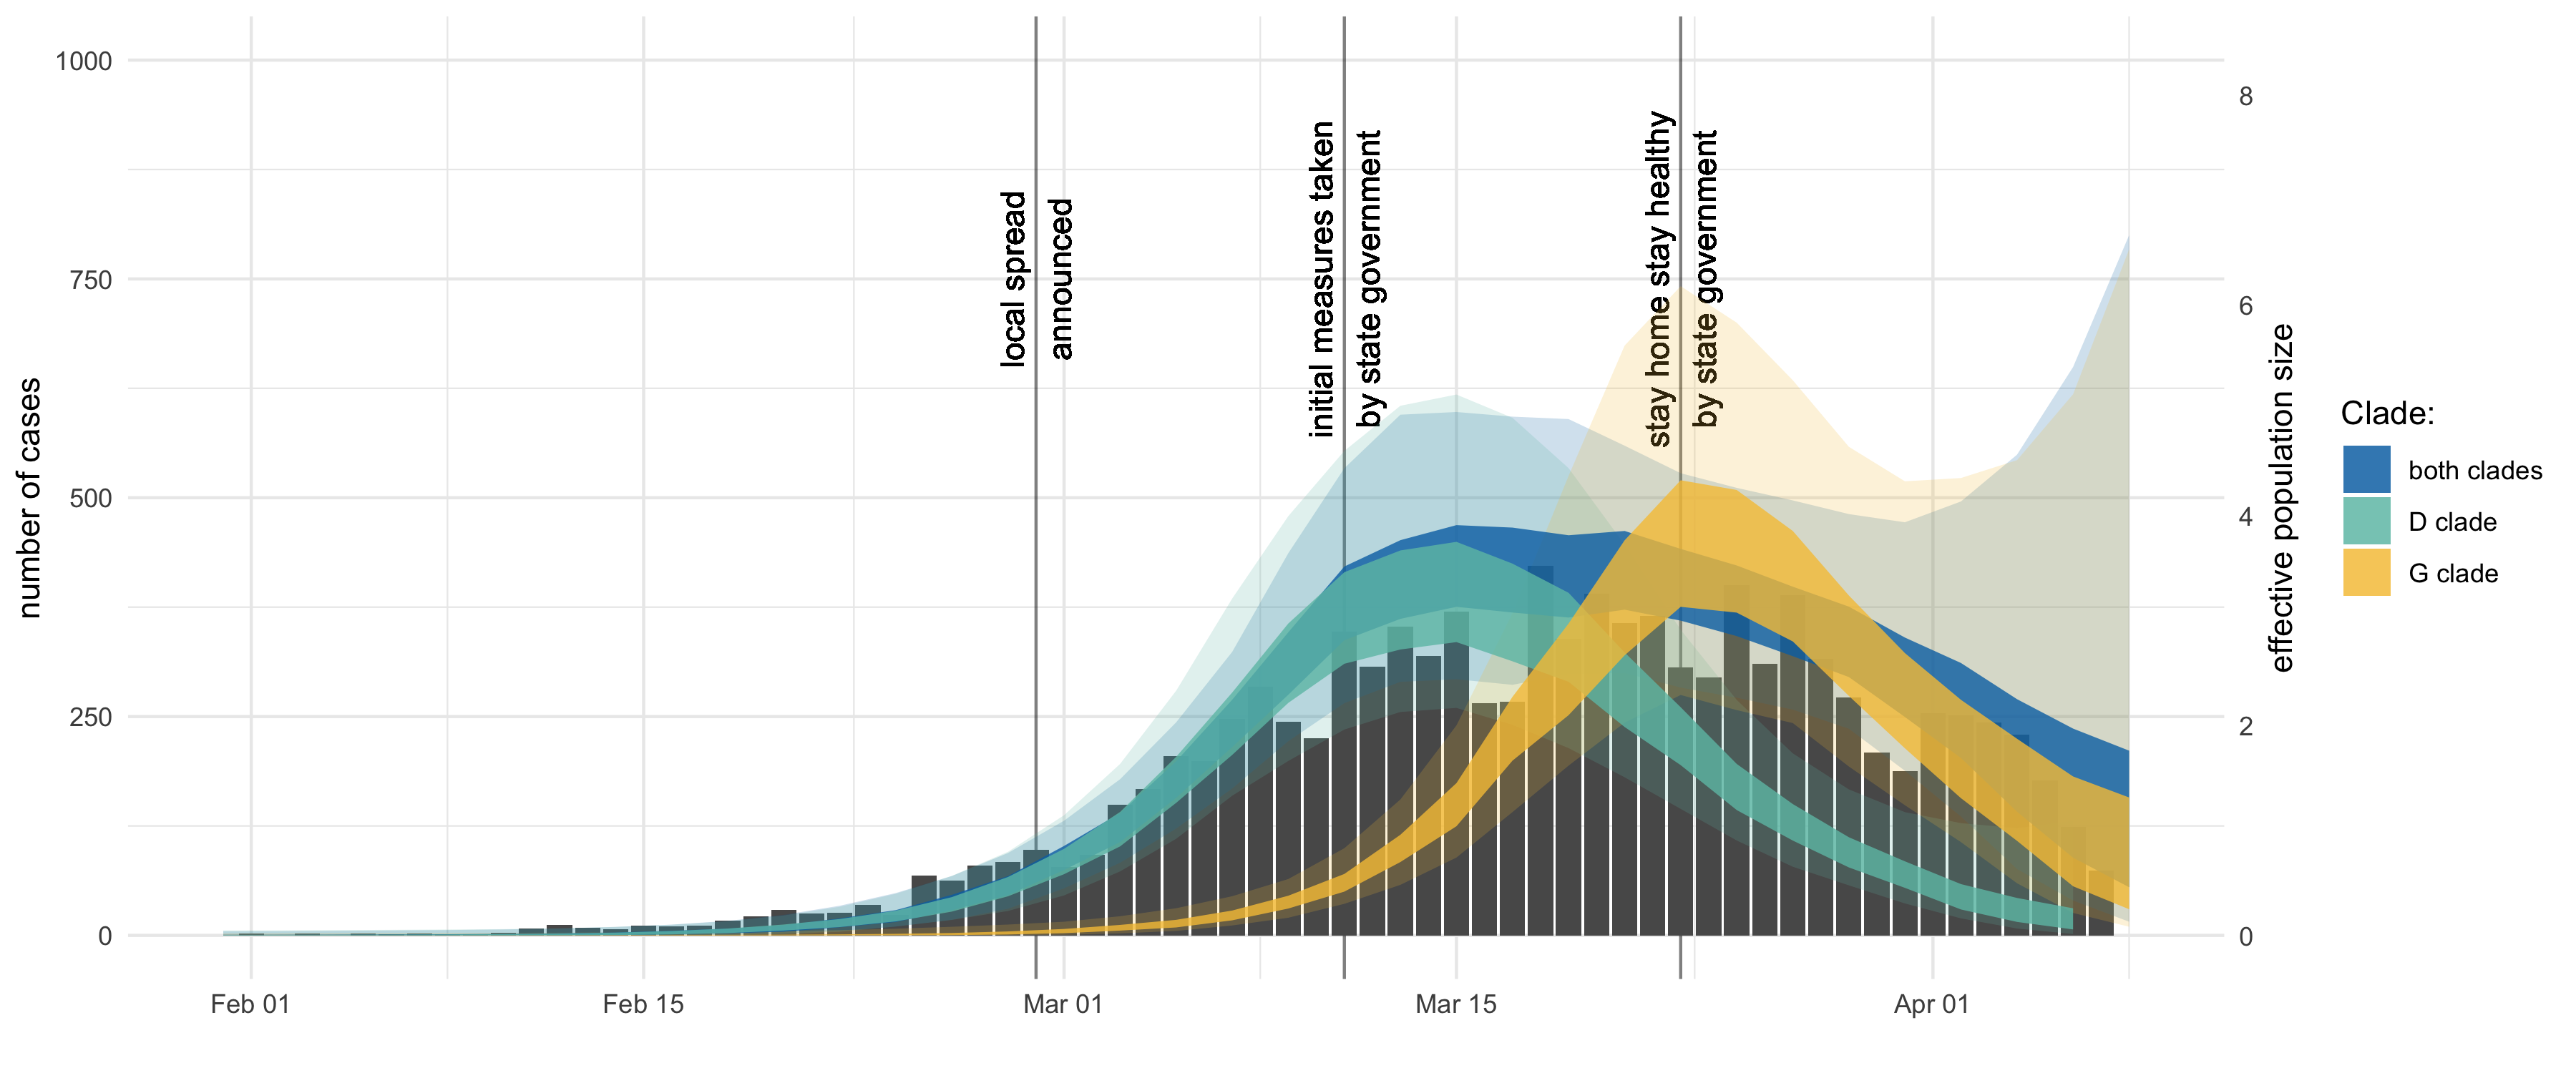 1000
750
500
250
0
number of cases
local spread
announced
initial measures taken
by state government
stay home stay healthy
by state government
8
6
4
2
0
effective population size
Feb 01
Feb 15
Mar 01
Mar 15
Apr 01
Clade:
both clades
D clade
G clade